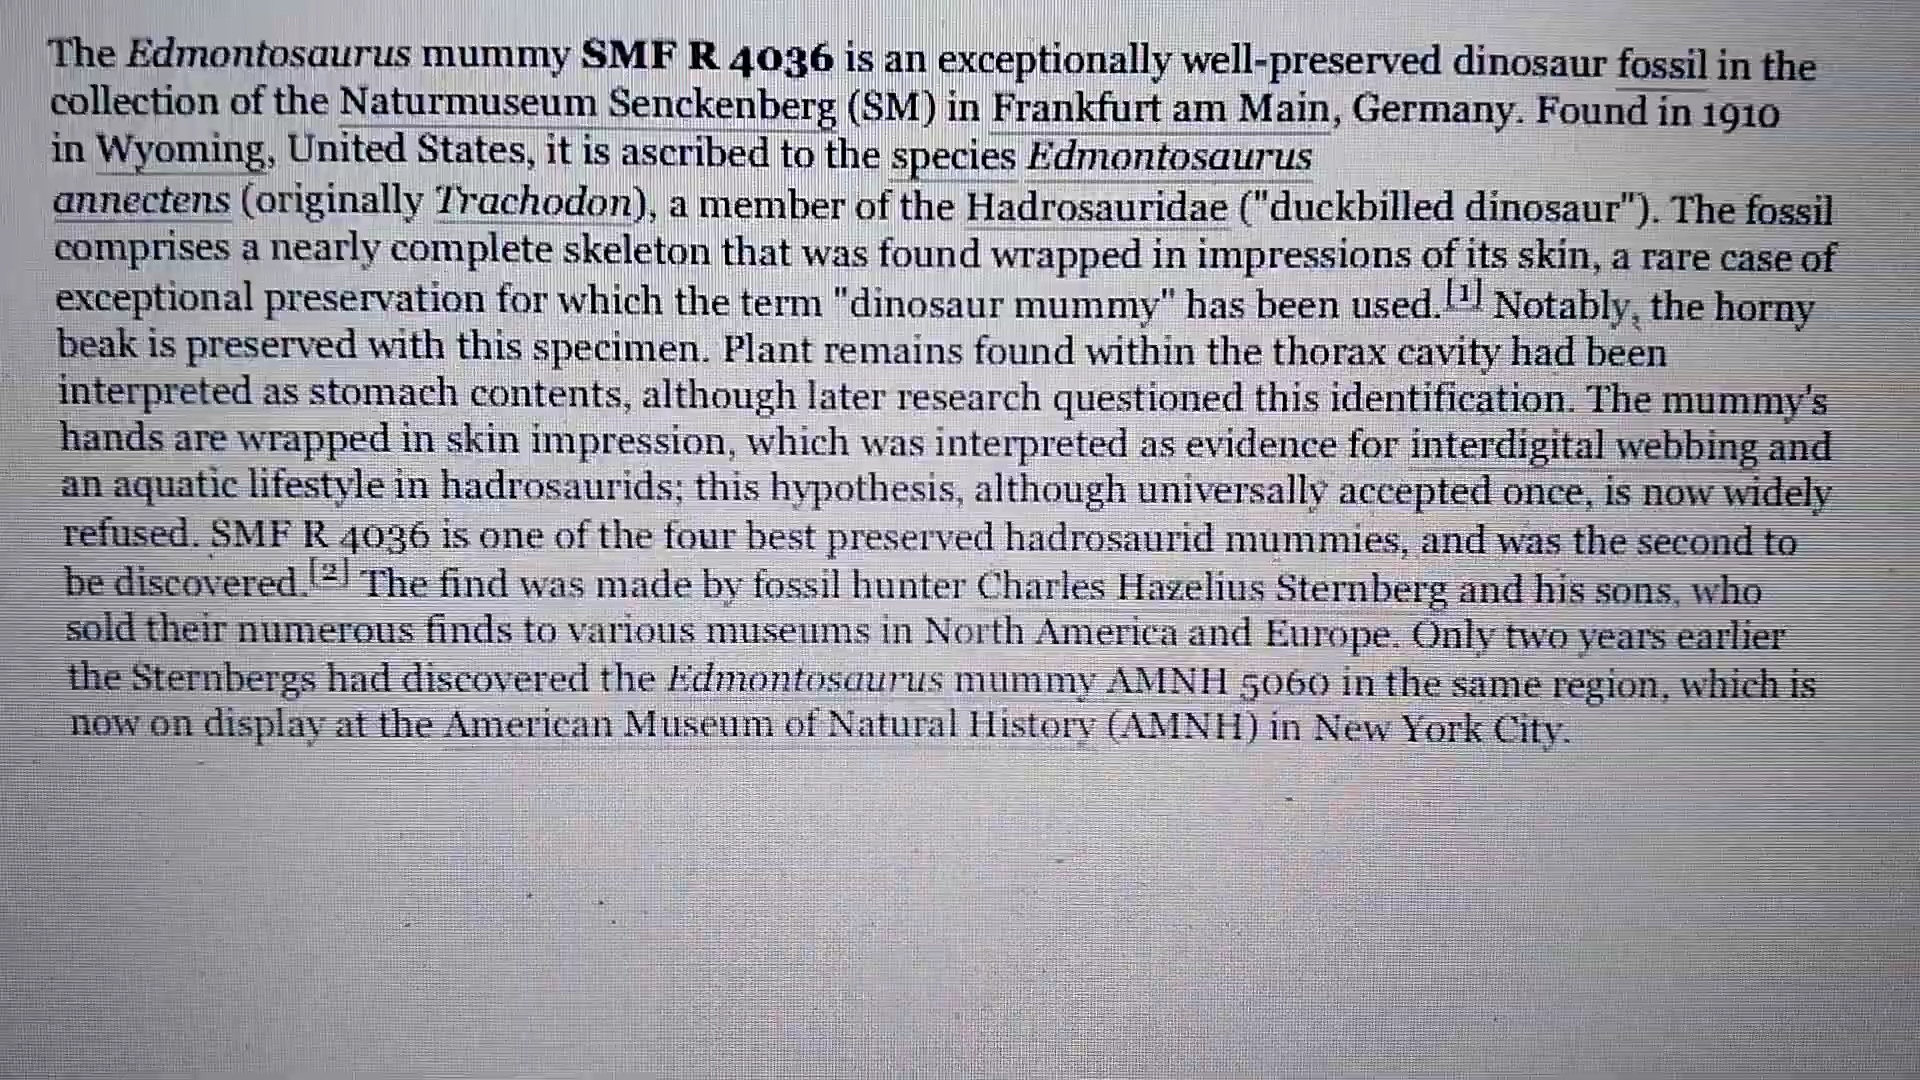 The Edmontosaurus mummy SMF R 4036 is an exceptionally well-preserved dinosaur fossil in the
collection of the Naturmuseum Senckenberg (SM) in Frankfurt am Main, Germany. Found in 1910
in Wyoming, United States, it is ascribed to the species Edmontosaurus
annectens (originally Trachodon), a member of the Hadrosauridae ("duckbilled dinosaur"). The fossil
comprises a nearly complete skeleton that was found wrapped in impressions of its skin, a rare case of
exceptional preservation for which the term "dinosaur mummy" has been used.[1] Notably, the horny
beak is preserved with this specimen. Plant remains found within the thorax cavity had been
interpreted as stomach contents, although later research questioned this identification. The mummy's
hands are wrapped in skin impression, which was interpreted as evidence for interdigital webbing and
an aquatic lifestyle in hadrosaurids; this hypothesis, although universally accepted once, is now widely
refused. SMF R 4036 is one of the four best preserved hadrosaurid mummies, and was the second to
be discovered.[2] The find was made by fossil hunter Charles Hazelius Sternberg and his sons, who
sold their numerous finds to various museums in North America and Europe. Only two years earlier
the Sternbergs had discovered the Edmontosaurus mummy AMNH 5060 in the same region, which is
now on display at the American Museum of Natural History (AMNH) in New York City.